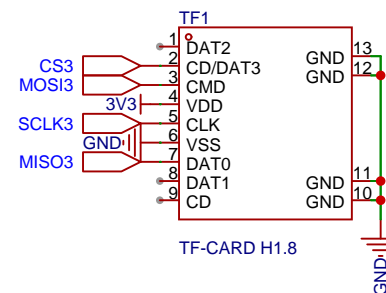 TF1
1 DAT2
CS3 2 CD/DAT3 GND 13
MOSI3 3 CMD GND 12
3V3 4 VDD
SCLK3 5 CLK
GND 6 VSS
MISO3 7 DAT0
8 DAT1 GND 11
9 CD GND 10
TF-CARD H1.8
GND